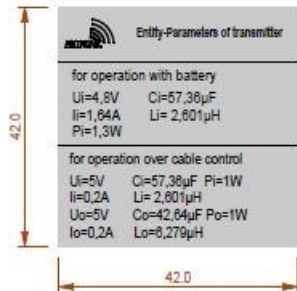 Entity-Parameters of transmitter
for operation with battery
Ui=4,8V Ci=57,36µF
Ii=1,64A Li= 2,601µH
Pi=1,3W
for operation over cable control
Ui=5V Ci=57,36µF Pi=1W
Ii=0,2A Li= 2,601µH
Uo=5V Co=42,64µF Po=1W
Io=0,2A Lo=6,279µH
42.0
42.0